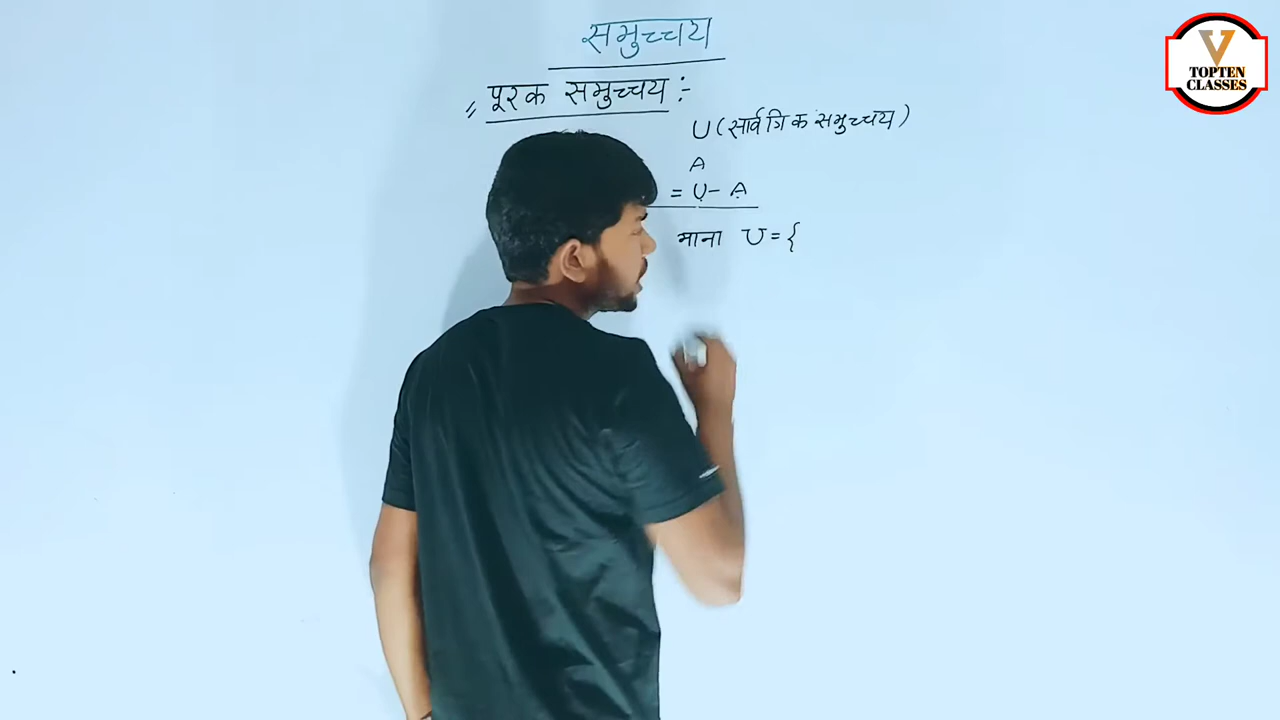 समुच्चय
〃 पूरक समुच्चय :-
U (सार्वत्रिक समुच्चय)
A
= U - A
माना U = {
V
TOPTEN
CLASSES